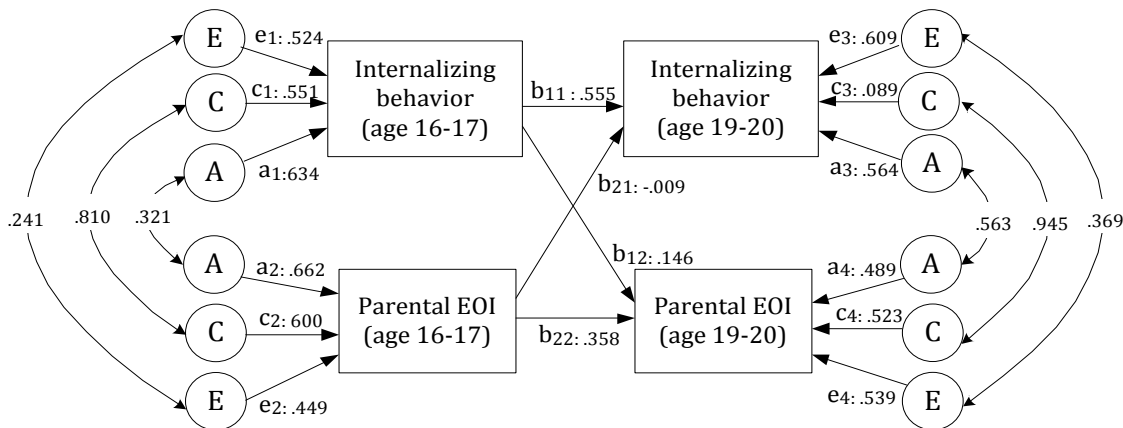 E
e1: .524
C
c1: .551
A
a1:634
.241
.810
.321
A
a2: .662
C
c2: 600
E
e2: .449
Internalizing
behavior
(age 16-17)
Parental EOI
(age 16-17)
b11 : .555
b21: -.009
b12: .146
b22: .358
Internalizing
behavior
(age 19-20)
Parental EOI
(age 19-20)
e3: .609
E
c3: .089
C
a3: .564
A
.563
.945
.369
a4: .489
A
c4: .523
C
e4: .539
E